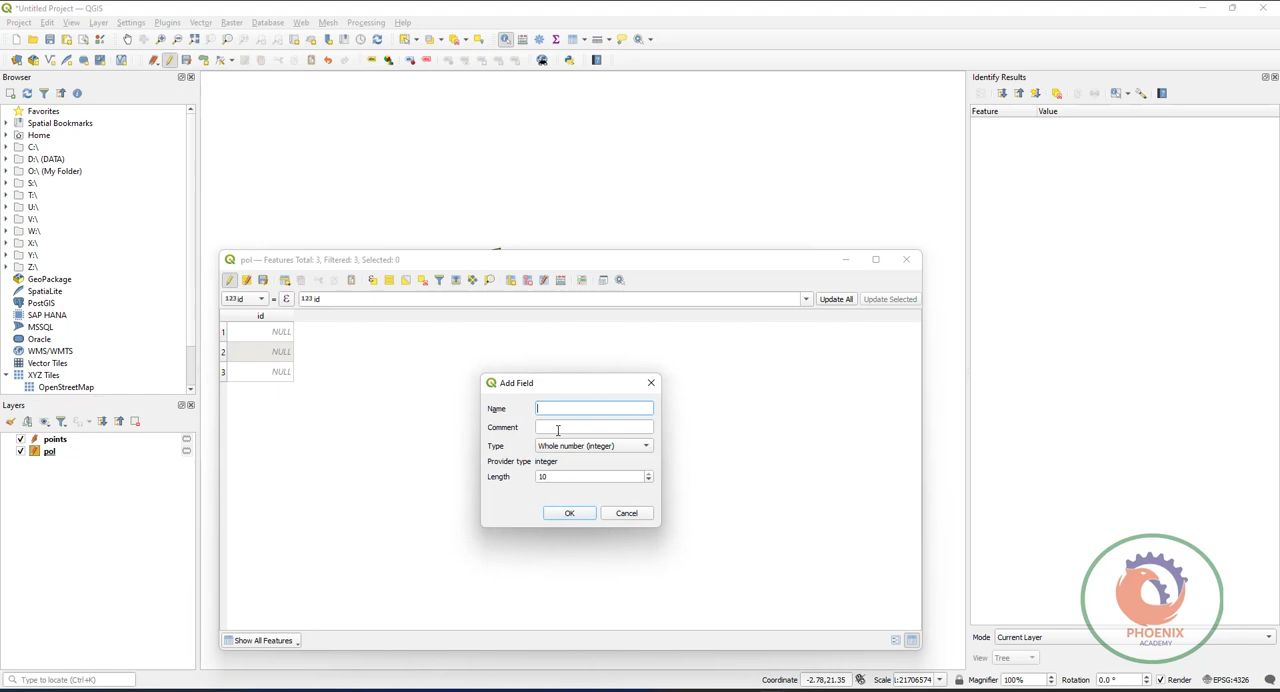 *Untitled Project — QGIS
Project Edit View Layer Settings Plugins Vector Raster Database Web Mesh Processing Help
Browser
Favorites
Spatial Bookmarks
Home
C:\
D:\ (DATA)
O:\ (My Folder)
S:\
T:\
U:\
V:\
W:\
X:\
Y:\
Z:\
GeoPackage
SpatiaLite
PostGIS
SAP HANA
MSSQL
Oracle
WMS/WMTS
Vector Tiles
XYZ Tiles
OpenStreetMap
Layers
points
pol
pol — Features Total: 3, Filtered: 3, Selected: 0
123 id = ε 123 id Update All Update Selected
id
1 NULL
2 NULL
3 NULL
Show All Features
Add Field
Name
Comment
Type Whole number (integer)
Provider type integer
Length 10
OK Cancel
Identify Results
Feature Value
PHOENIX
ACADEMY
Mode Current Layer
View Tree
Type to locate (Ctrl+K)
Coordinate -2.78,21.35 Scale 1:21706574 Magnifier 100% Rotation 0.0 ° Render EPSG:4326